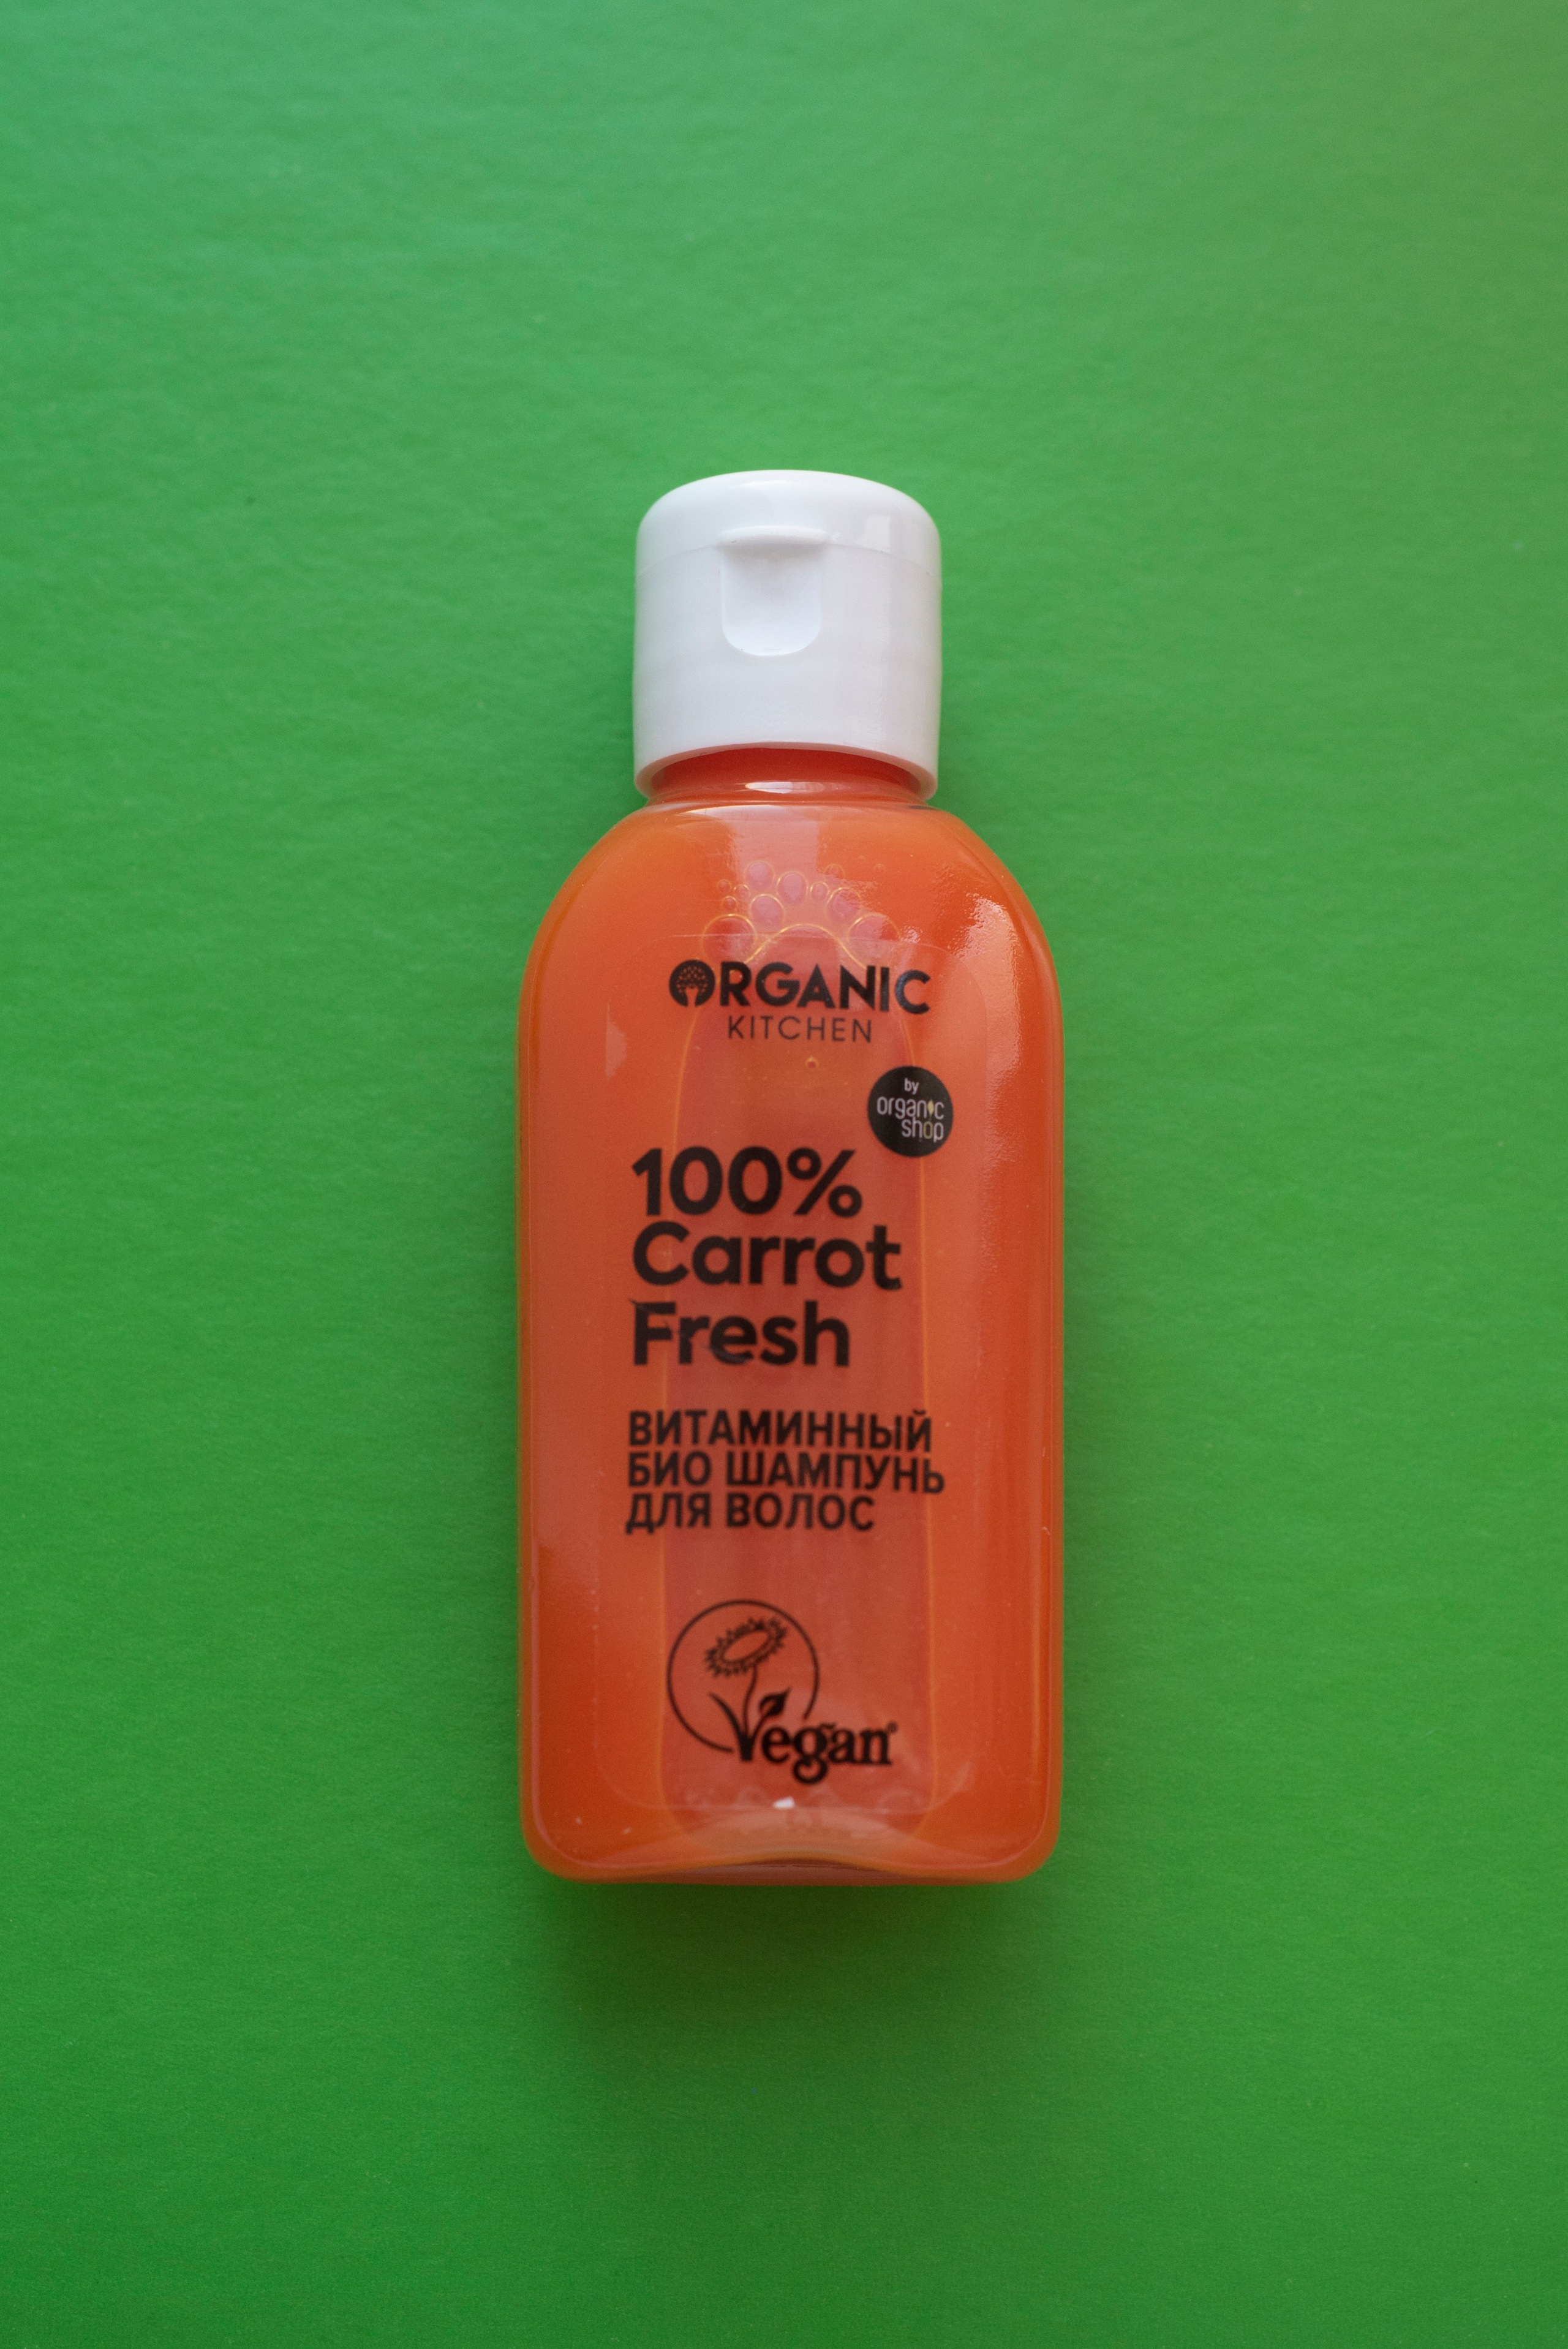 ORGANIC
KITCHEN
by
organic
shop
100%
Carrot
Fresh
ВИТАМИННЫЙ
БИО ШАМПУНЬ
ДЛЯ ВОЛОС
Vegan®